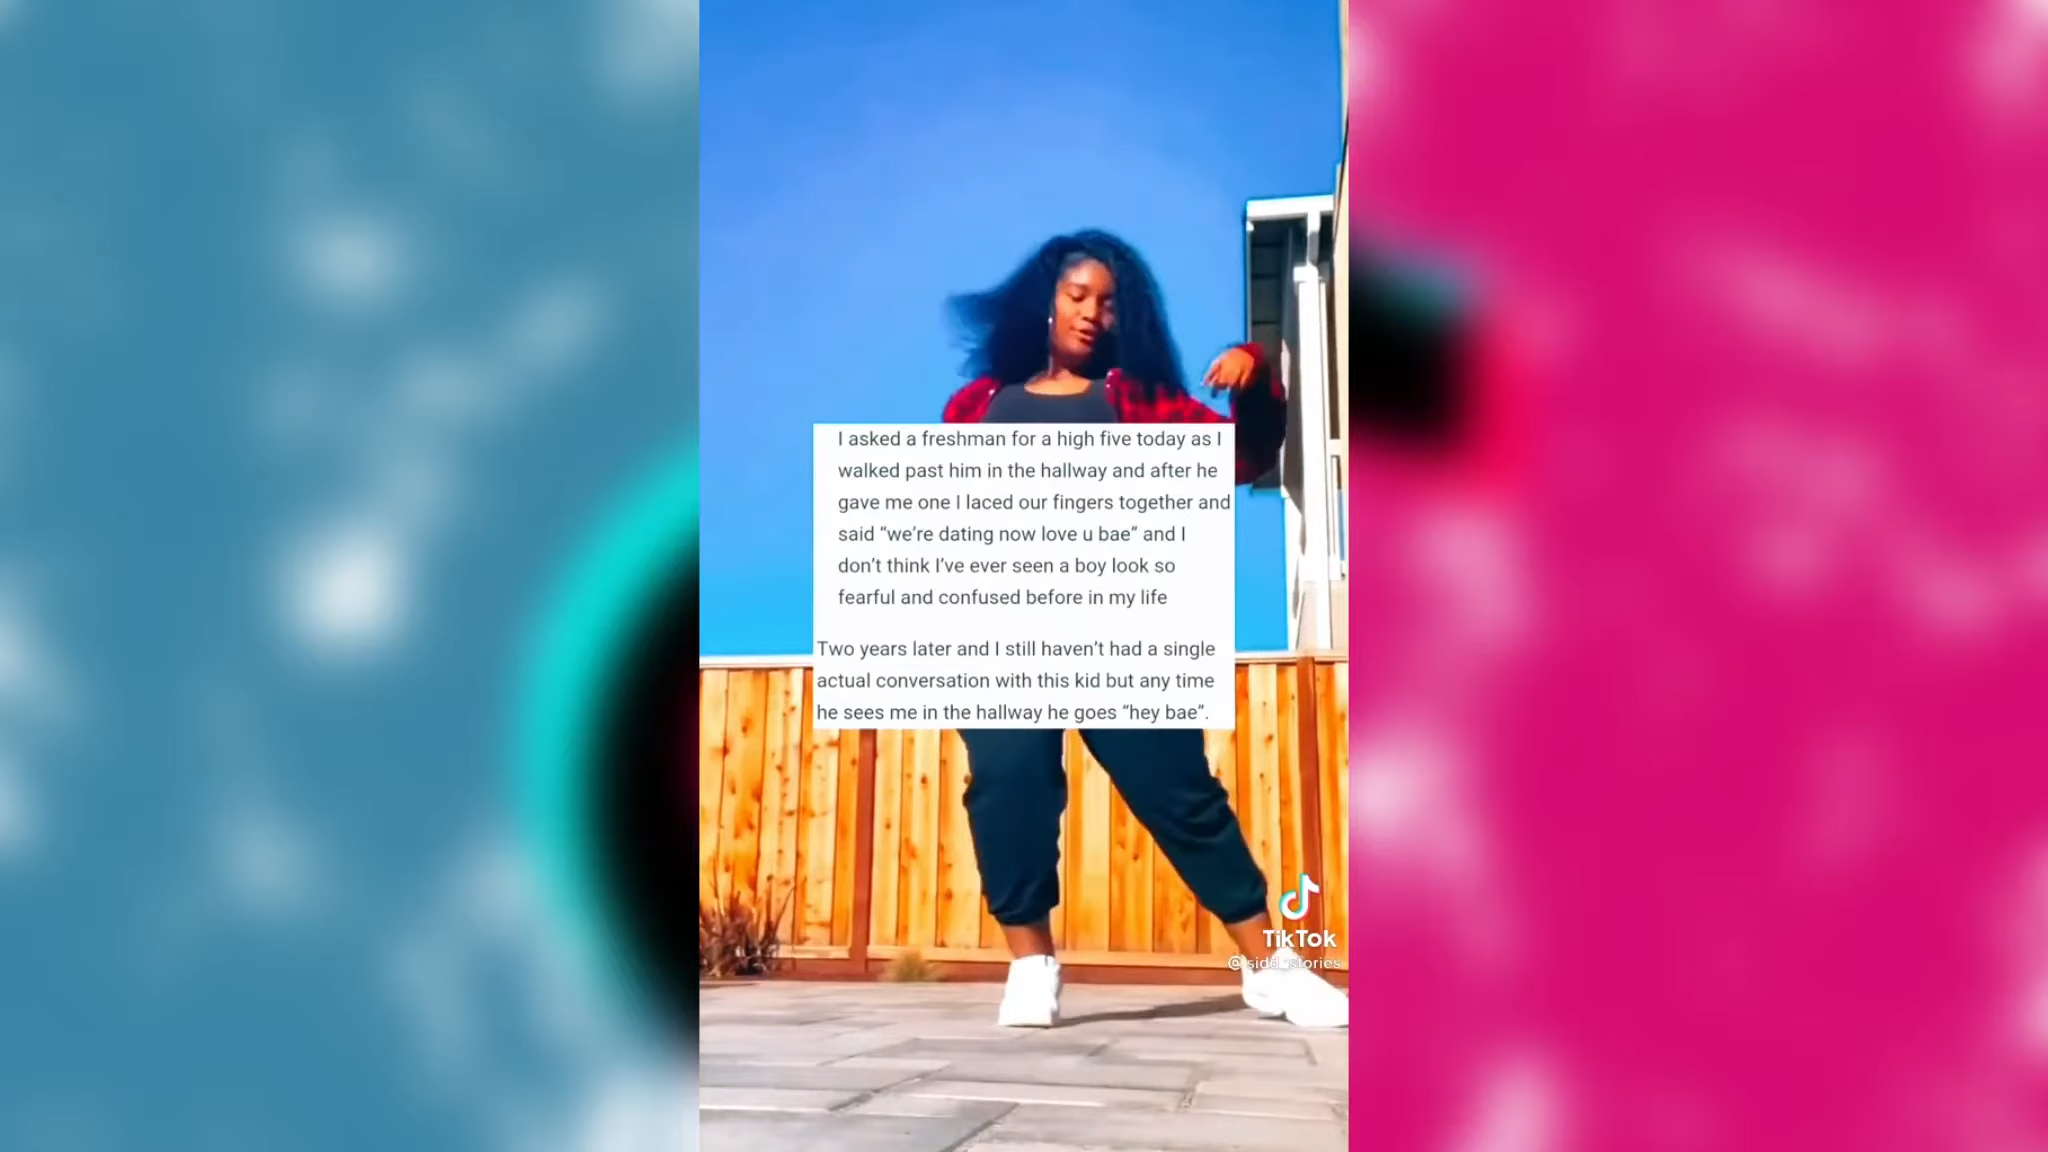 I asked a freshman for a high five today as I
walked past him in the hallway and after he
gave me one I laced our fingers together and
said “we’re dating now love u bae” and I
don’t think I’ve ever seen a boy look so
fearful and confused before in my life
Two years later and I still haven’t had a single
actual conversation with this kid but any time
he sees me in the hallway he goes “hey bae”.
TikTok